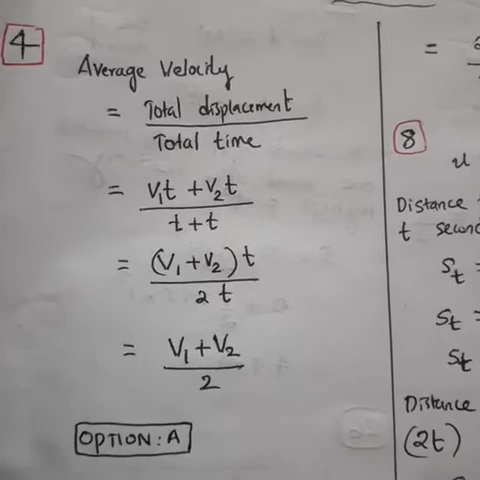 4
Average Velocity
= Total displacement
Total time
= V₁t + V₂t
t + t
= (V₁ + V₂) t
2 t
= V₁ + V₂
2
OPTION : A
=
8
u
Distance
t second
St =
St =
St
Distance
(2t)